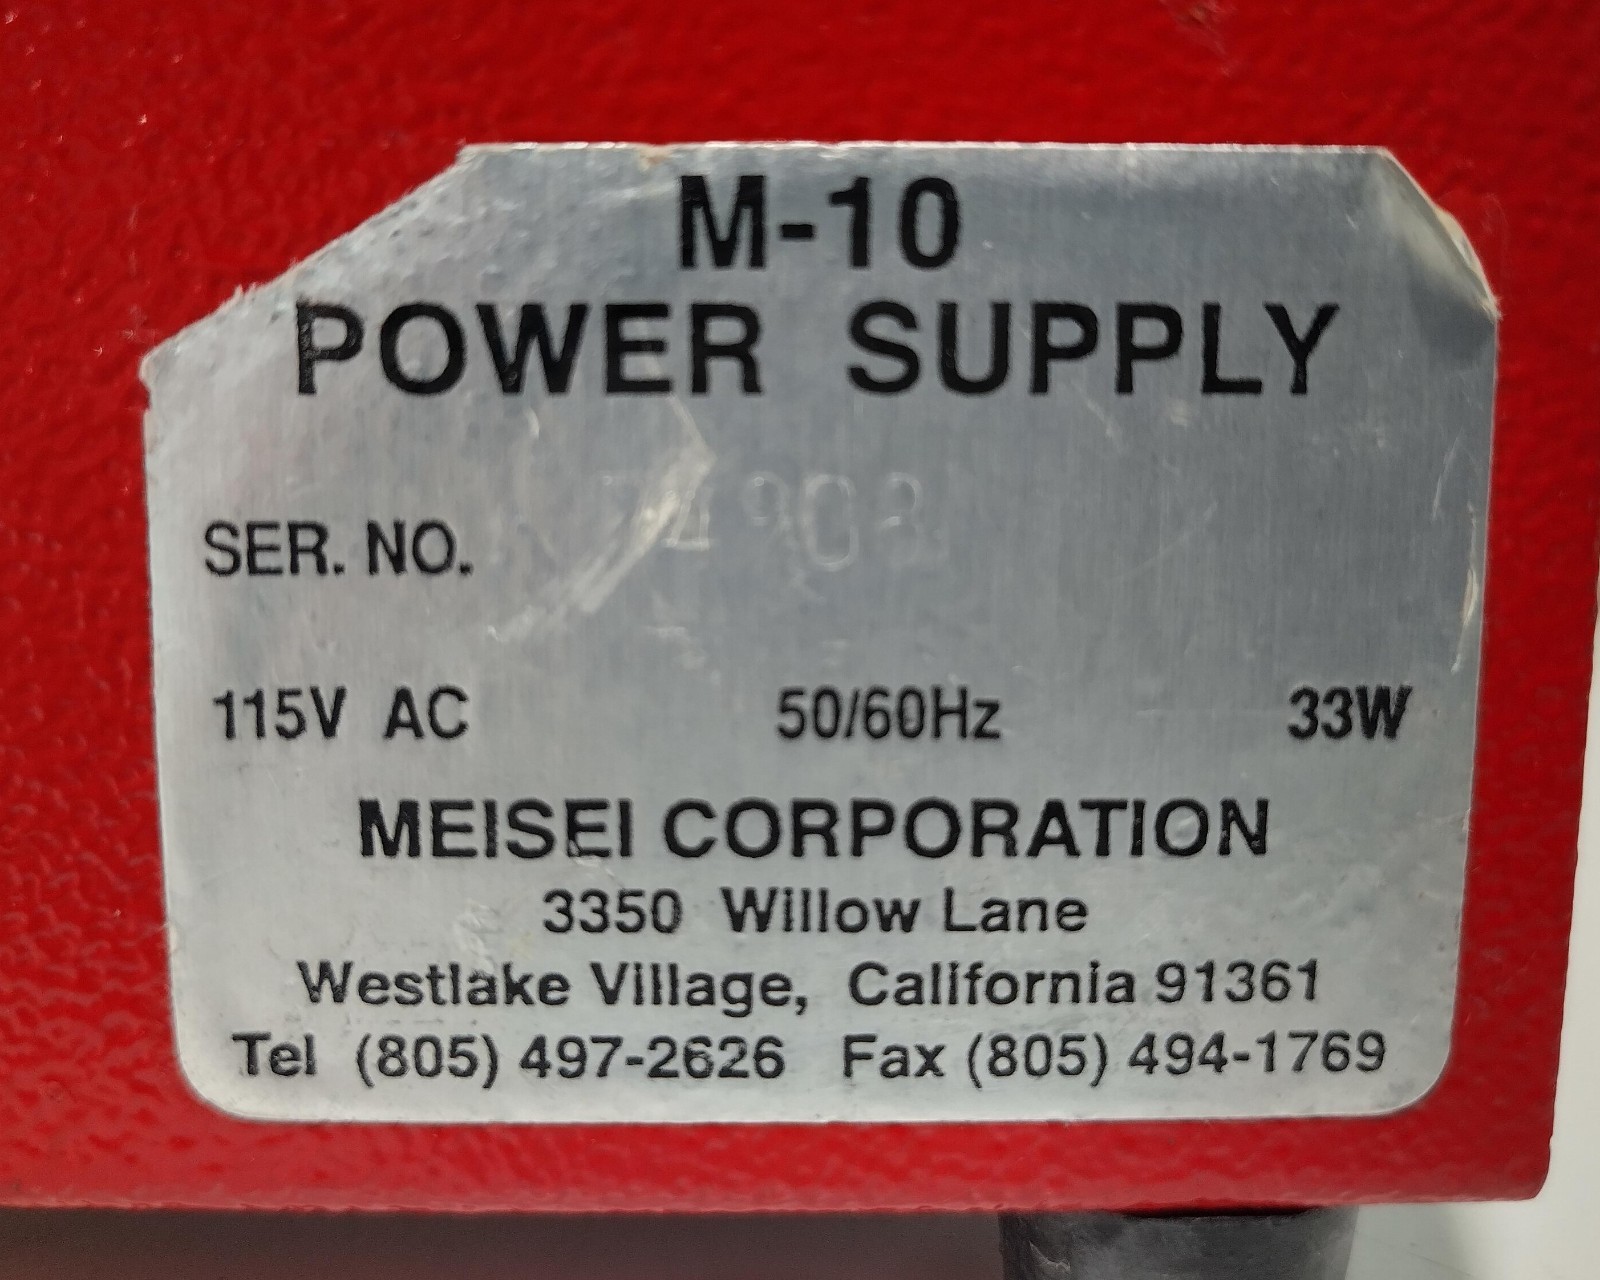 M-10
POWER SUPPLY
SER. NO.
115V AC 50/60Hz 33W
MEISEI CORPORATION
3350 Willow Lane
Westlake Village, California 91361
Tel (805) 497-2626 Fax (805) 494-1769